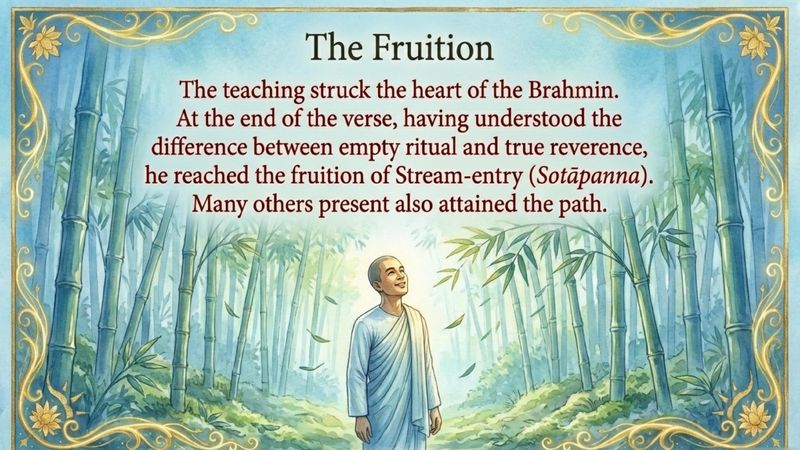 The Fruition
The teaching struck the heart of the Brahmin.
At the end of the verse, having understood the
difference between empty ritual and true reverence,
he reached the fruition of Stream-entry (Sotāpanna).
Many others present also attained the path.